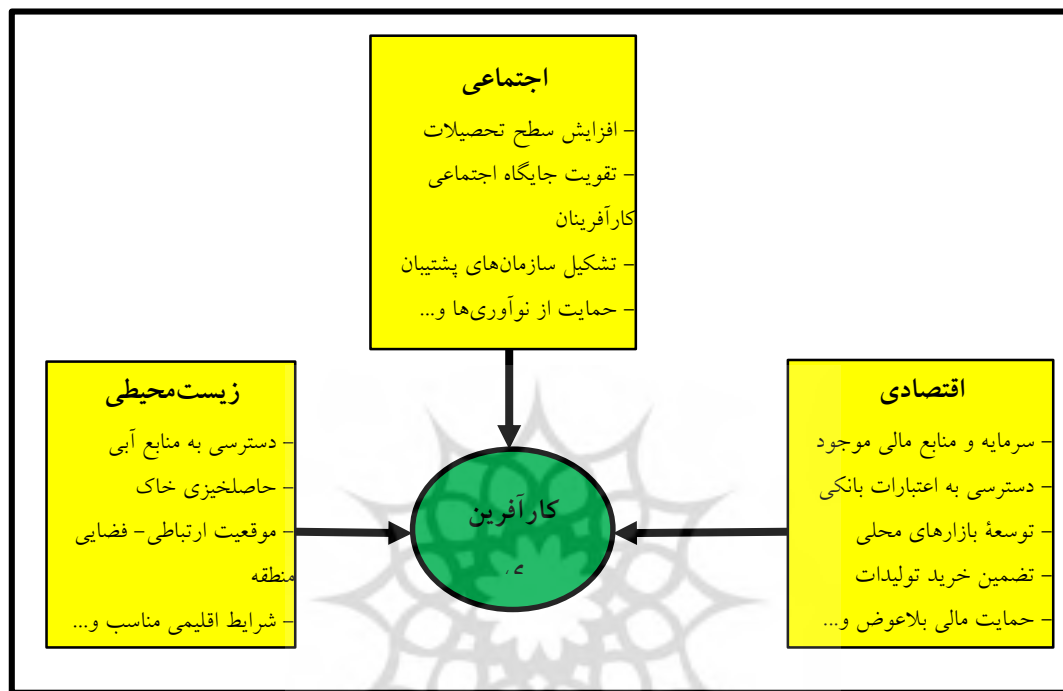 اجتماعی
- افزایش سطح تحصیلات
- تقویت جایگاه اجتماعی
کارآفرینان
- تشکیل سازمان‌های پشتیبان
- حمایت از نوآوری‌ها و...
اقتصادی
- سرمایه و منابع مالی موجود
- دسترسی به اعتبارات بانکی
- توسعهٔ بازارهای محلی
- تضمین خرید تولیدات
- حمایت مالی بلاعوض و...
زیست‌محیطی
- دسترسی به منابع آبی
- حاصلخیزی خاک
- موقعیت ارتباطی- فضایی
منطقه
- شرایط اقلیمی مناسب و...
کارآفرین